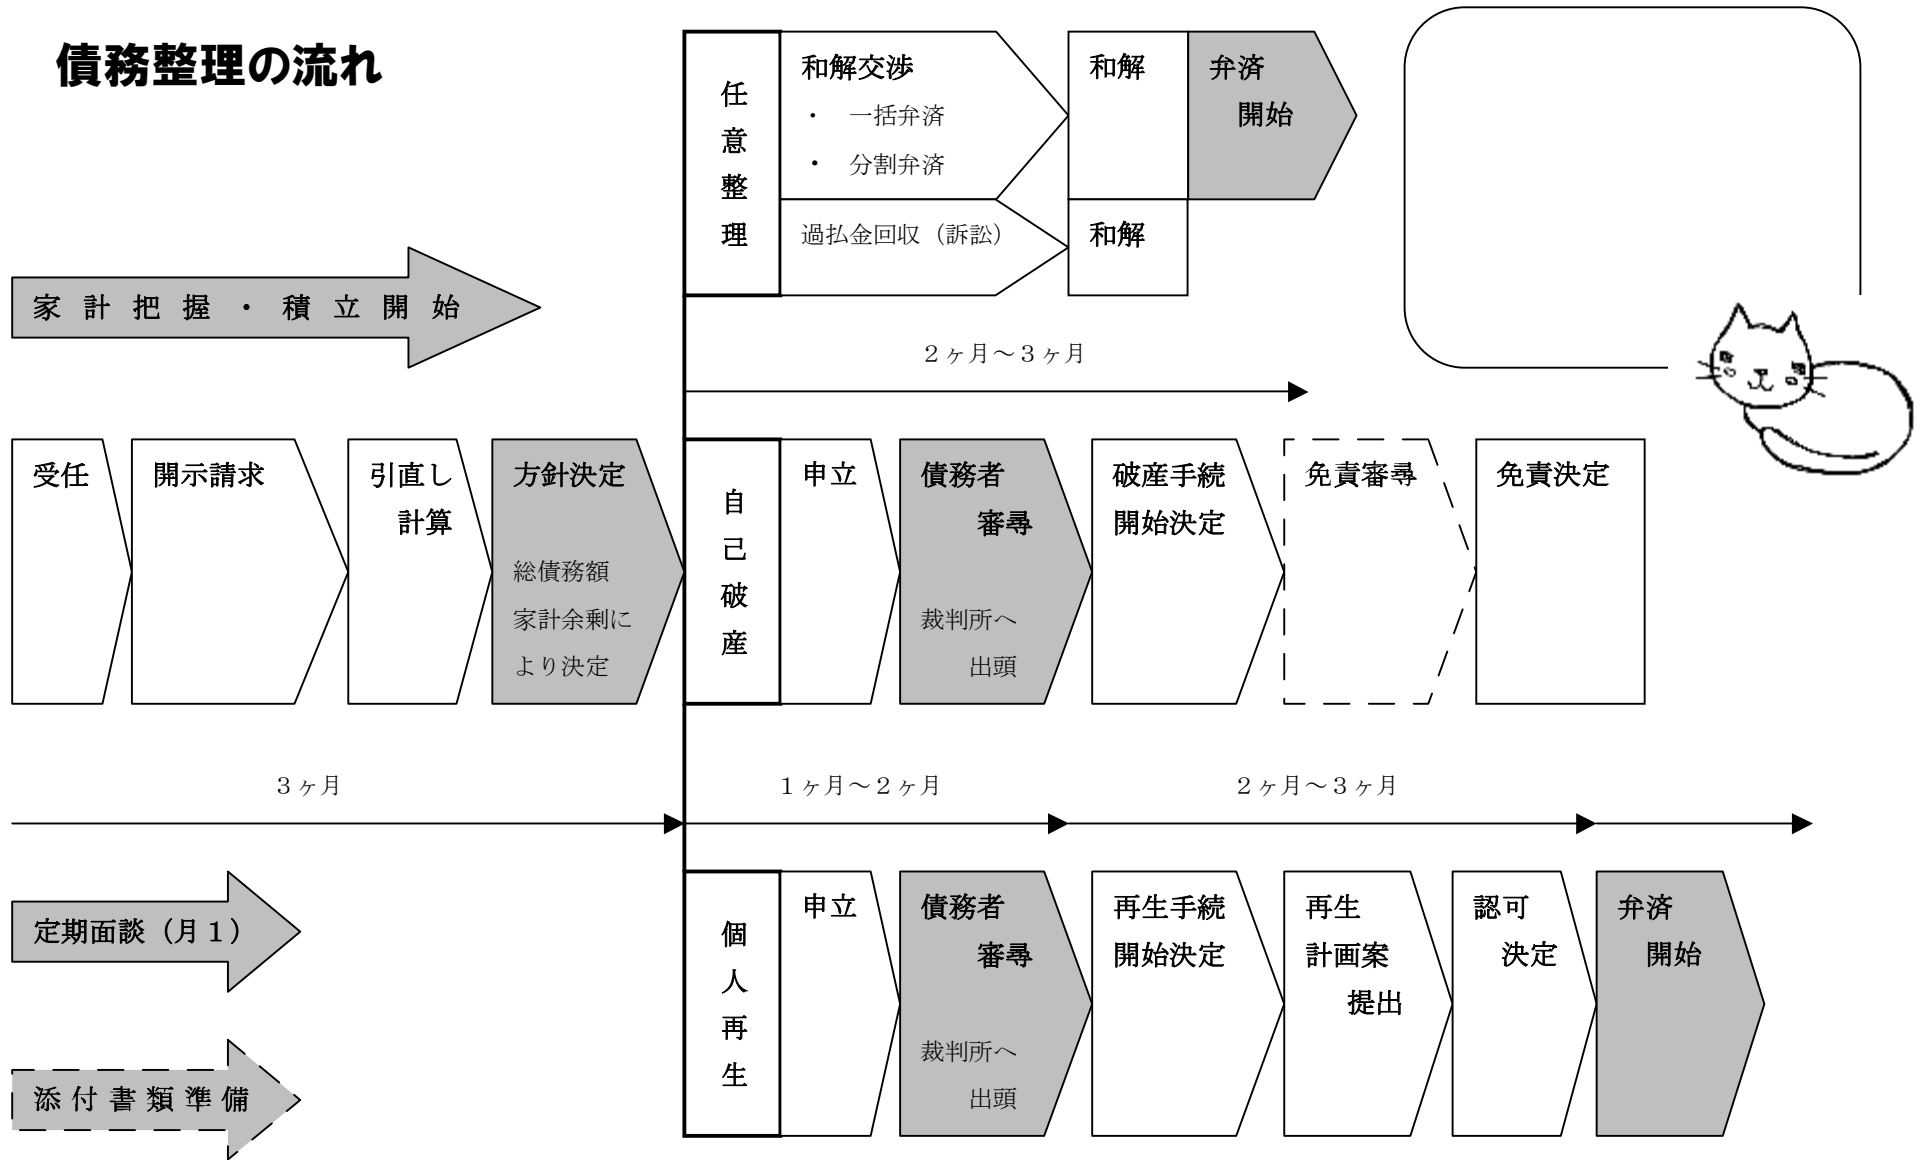 債務整理の流れ
任意整理
和解交渉
・ 一括弁済
・ 分割弁済
和解
弁済
開始
過払金回収（訴訟）
和解
家計把握・積立開始
２ヶ月～３ヶ月
受任
開示請求
引直し
計算
方針決定
総債務額
家計余剰に
より決定
自己破産
申立
債務者
審尋
裁判所へ
出頭
破産手続
開始決定
免責審尋
免責決定
３ヶ月
１ヶ月～２ヶ月
２ヶ月～３ヶ月
定期面談（月１）
添付書類準備
個人再生
申立
債務者
審尋
裁判所へ
出頭
再生手続
開始決定
再生
計画案
提出
認可
決定
弁済
開始